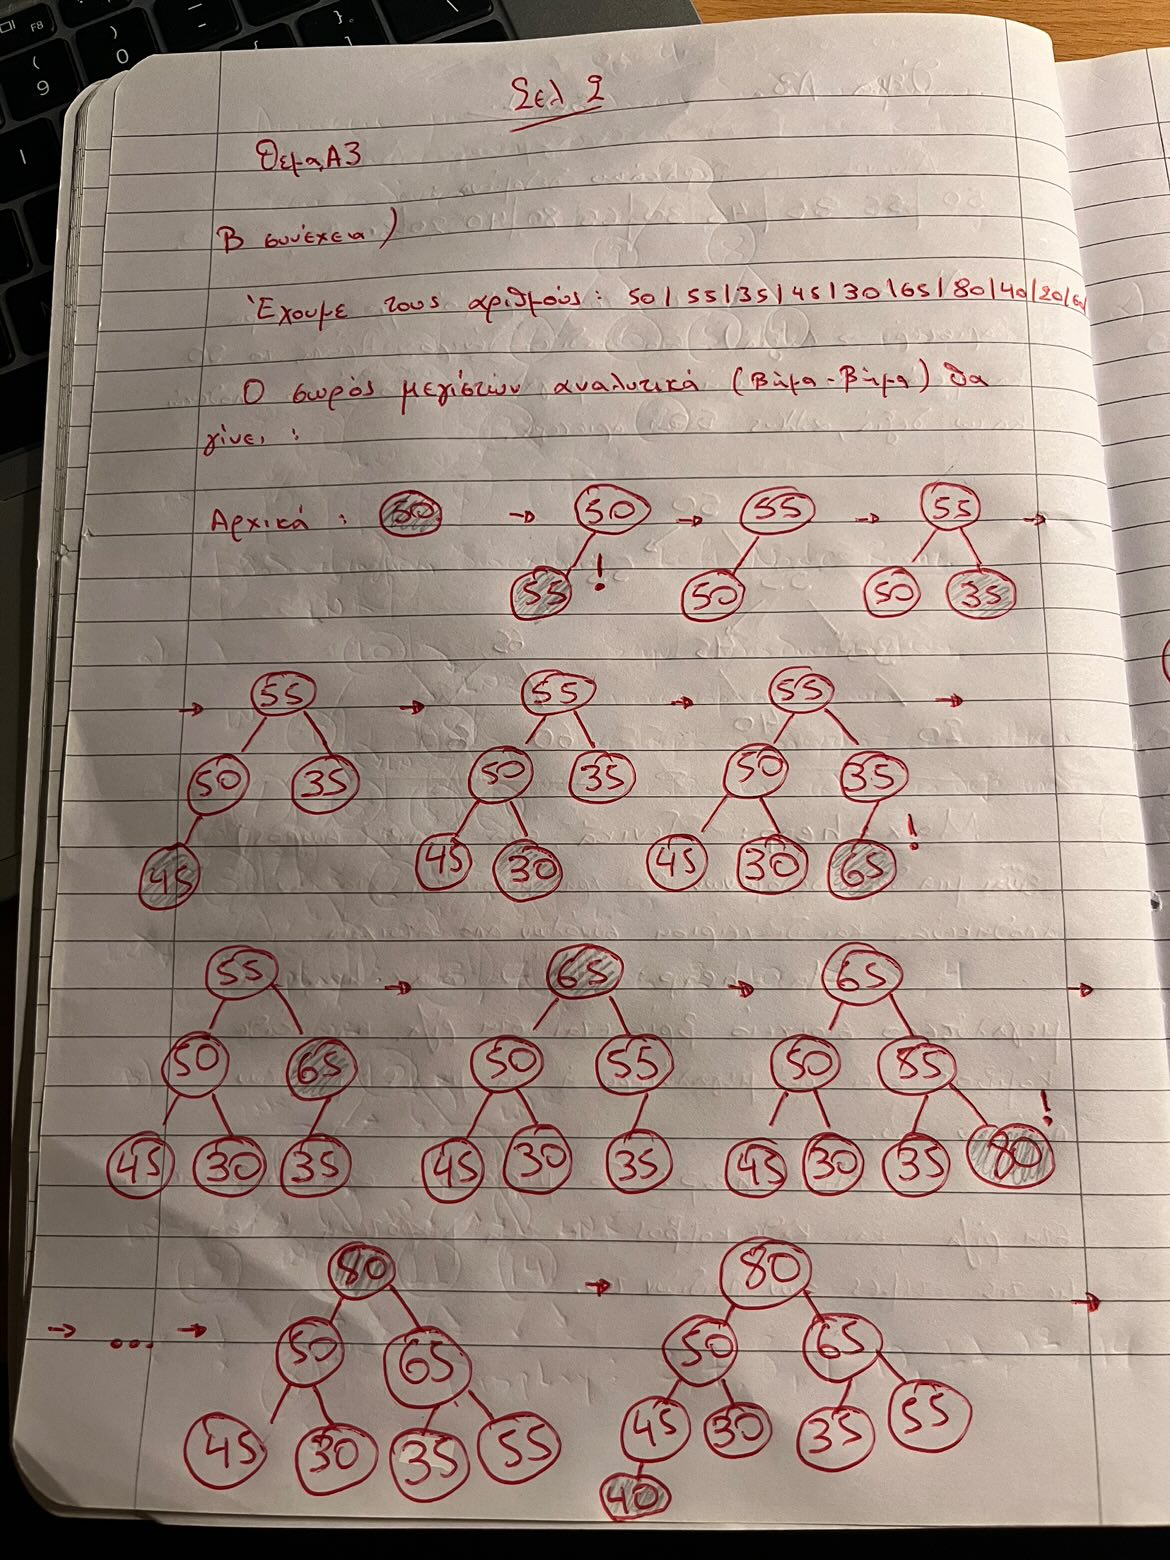 Σελ 2
Θεμα A3
Β συνέχεια)
Έχουμε τους αριθμούς: 50/55/35/45/30/65/80/40/20/60
Ο σωρός μεγίστων αναλυτικά (Βήμα-Βήμα) θα
γίνει :
Αρχικά : 50 → 50 → 55 → 55 →
55 ! 50 50 35
→ 55 → 55 → 55 →
50 35 50 35 50 35
45 45 30 45 30 65 !
55 → 65 → 65 →
50 65 50 55 50 55
45 30 35 45 30 35 45 30 35 80 !
80 → 80 →
→ ... → 50 65 50 65
45 30 35 55 45 30 35 55
40